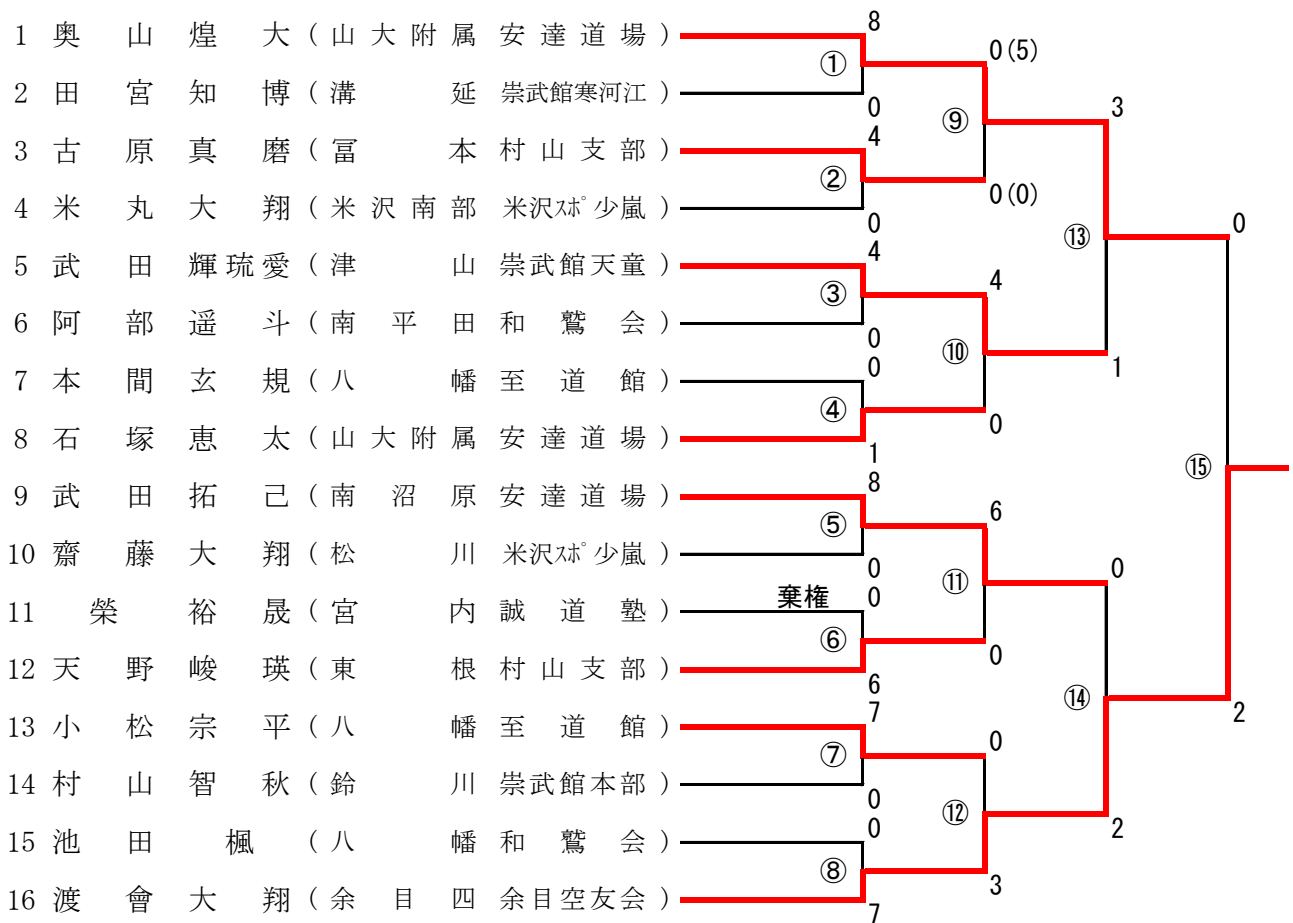 1 奥山煌大(山大附属 安達道場)
2 田宮知博(溝延 崇武館寒河江)
3 古原真磨(冨本 村山支部)
4 米丸大翔(米沢南部 米沢スポ少嵐)
5 武田輝琉愛(津山 崇武館天童)
6 阿部遥斗(南平田 和鷲会)
7 本間玄規(八幡 至道館)
8 石塚恵太(山大附属 安達道場)
9 武田拓己(南沼原 安達道場)
10 齋藤大翔(松川 米沢スポ少嵐)
11 榮裕晟(宮内 誠道塾)
12 天野峻瑛(東根 村山支部)
13 小松宗平(八幡 至道館)
14 村山智秋(鈴川 崇武館本部)
15 池田楓(八幡 和鷲会)
16 渡會大翔(余目四 余目空友会)
8
①
0
4
②
0
4
③
0
0
④
1
8
⑤
0
棄権 0
⑥
6
7
⑦
0
0
⑧
7
0(5)
⑨
0(0)
4
⑩
0
6
⑪
0
0
⑫
3
3
⑬
1
0
⑭
2
0
⑮
2